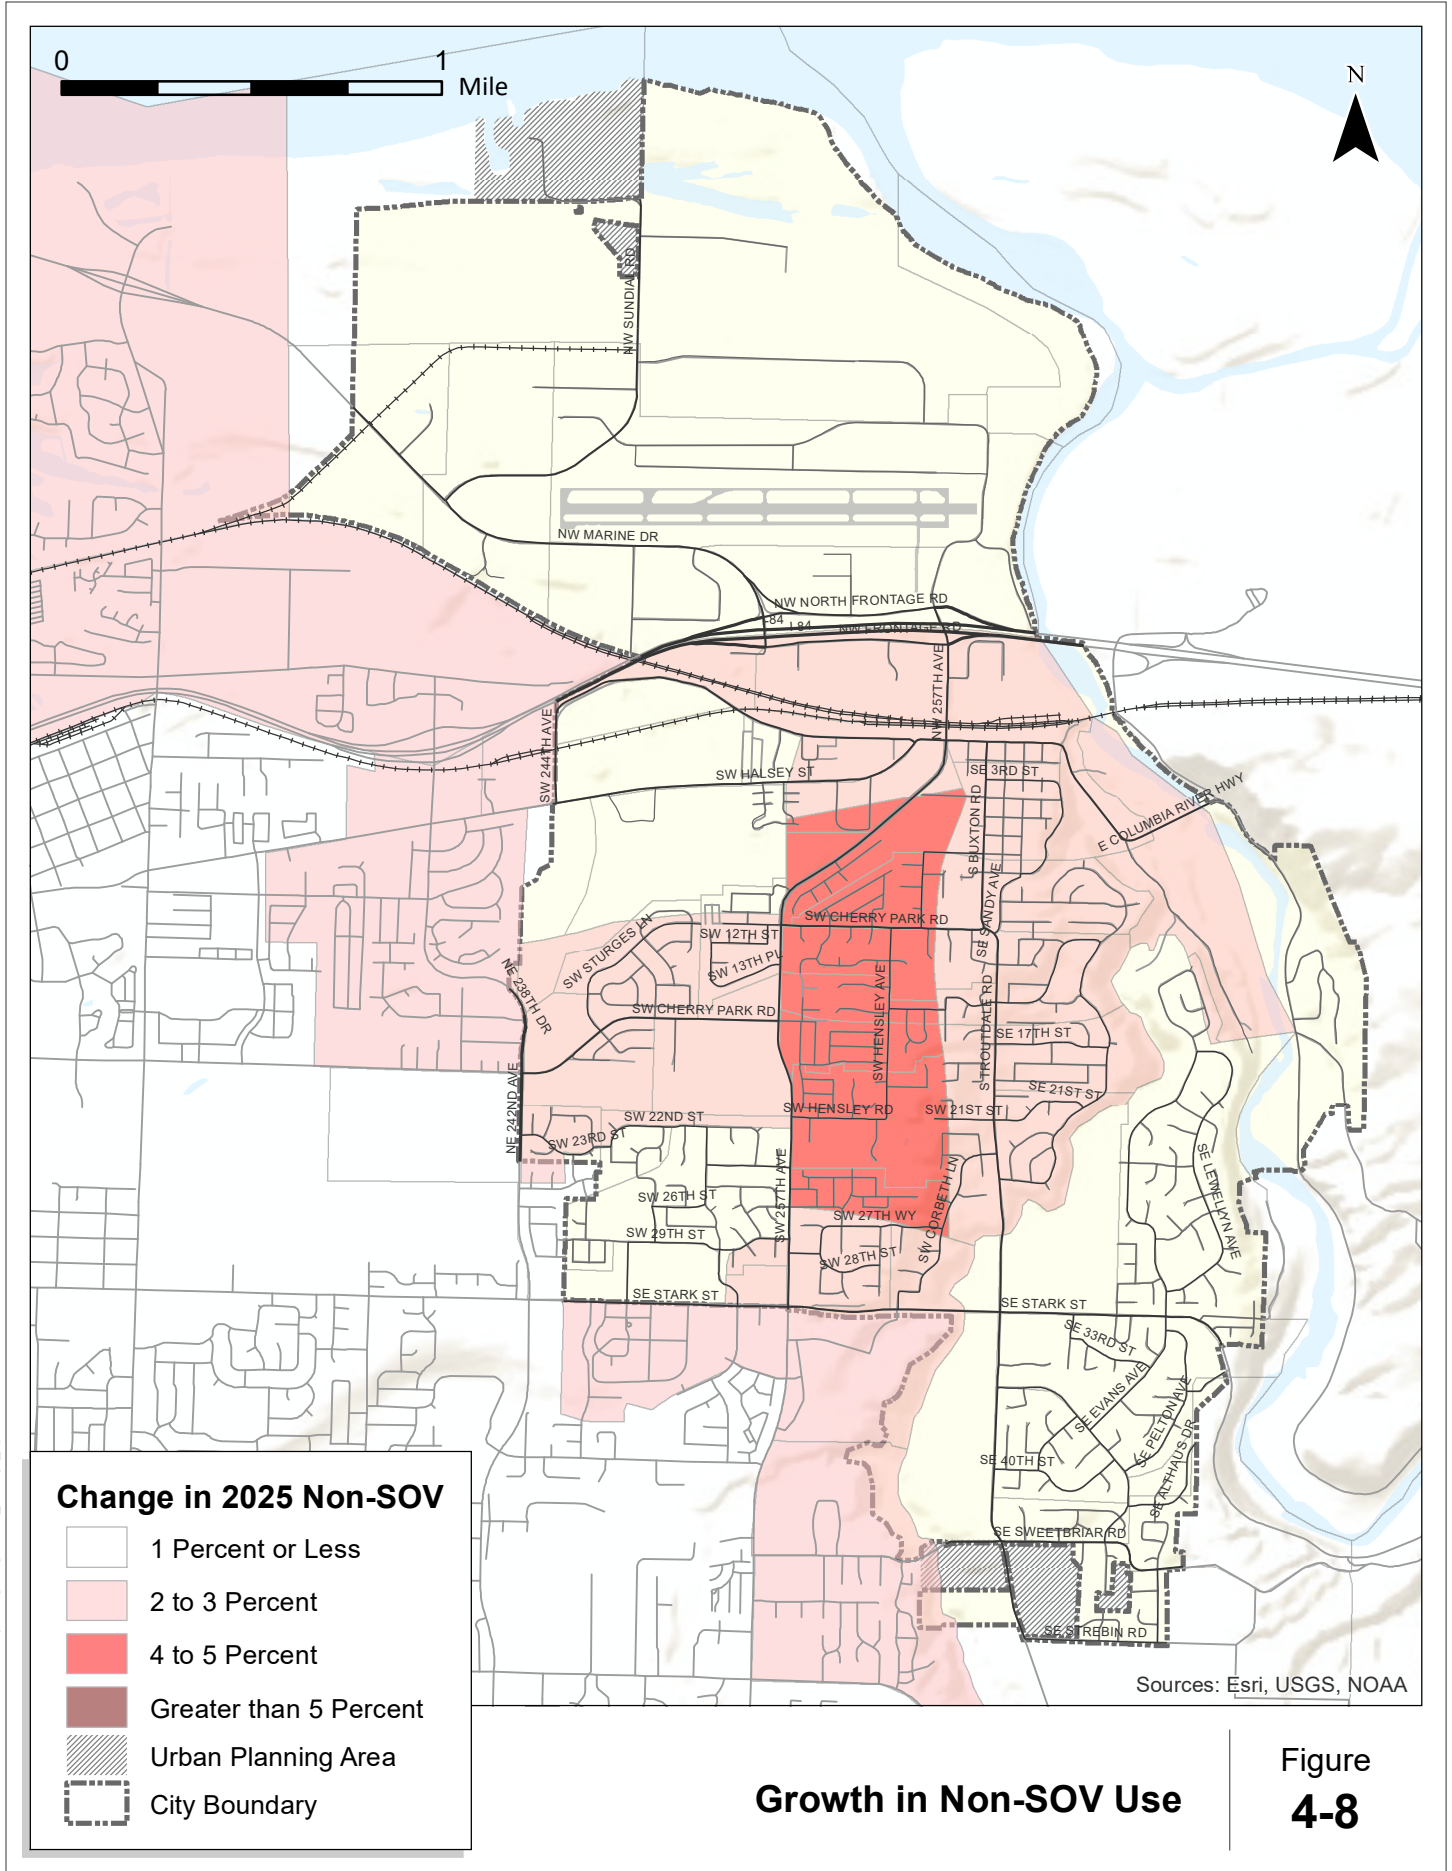 0 1
Mile
N
NW SUNDIAL RD
NW MARINE DR
NW NORTH FRONTAGE RD
I-84 I-84 NW FRONTAGE RD
NW 257TH AVE
SW 244TH AVE
SW HALSEY ST
SE 3RD ST
S BUXTON RD
E COLUMBIA RIVER HWY
SE SANDY AVE
SW CHERRY PARK RD
SW STURGES LN
SW 12TH ST
SW 13TH PL
NE 238TH DR
SW CHERRY PARK RD
SW HENSLEY AVE
S TROUTDALE RD
SE 17TH ST
SE 21ST ST
NE 242ND AVE
SW HENSLEY RD
SW 21ST ST
SW 22ND ST
SW 23RD ST
SW 257TH AVE
SW CORBETH LN
SE LEWELLYN AVE
SW 26TH ST
SW 27TH WY
SW 29TH ST
SW 28TH ST
SE STARK ST
SE STARK ST
SE 33RD ST
SE EVANS AVE
SE PELTON AVE
SE ALTHAUS DR
SE 40TH ST
SE SWEETBRIAR RD
SE STREBIN RD
Sources: Esri, USGS, NOAA
Change in 2025 Non-SOV
1 Percent or Less
2 to 3 Percent
4 to 5 Percent
Greater than 5 Percent
Urban Planning Area
City Boundary
Growth in Non-SOV Use
Figure
4-8